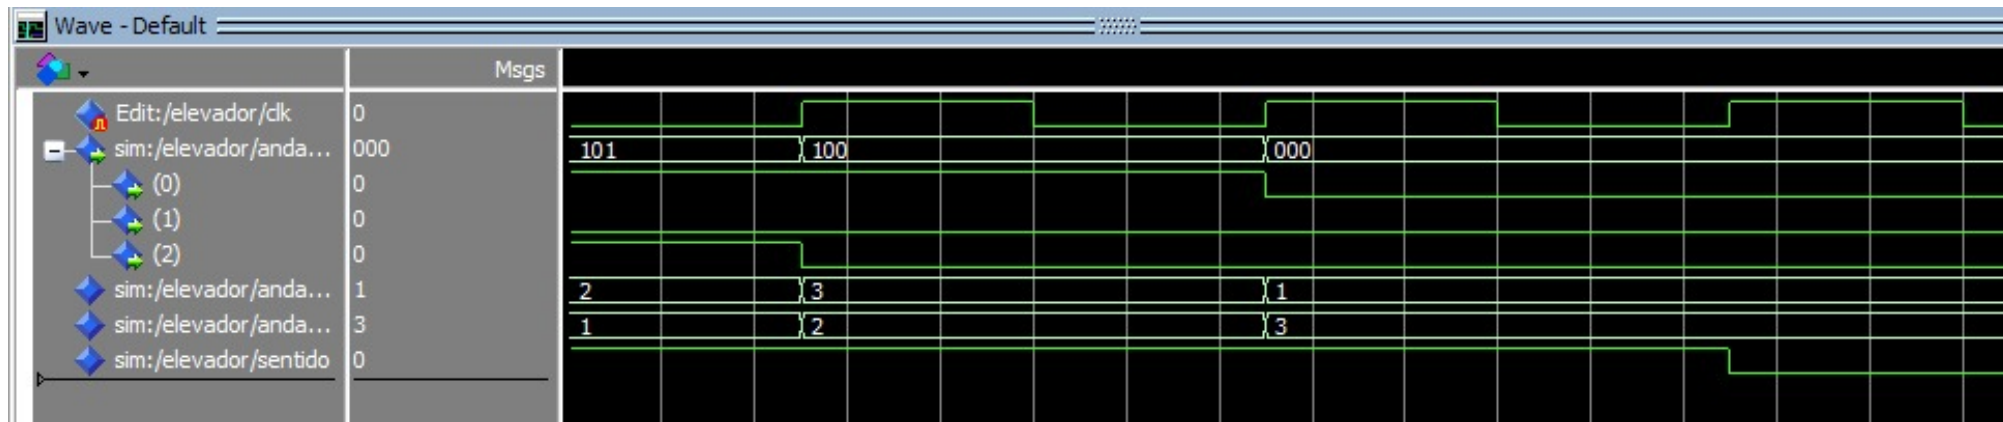 Wave - Default
Msgs
Edit:/elevador/clk 0
sim:/elevador/anda... 000 101 100 000
(0) 0
(1) 0
(2) 0
sim:/elevador/anda... 1 2 3 1
sim:/elevador/anda... 3 1 2 3
sim:/elevador/sentido 0